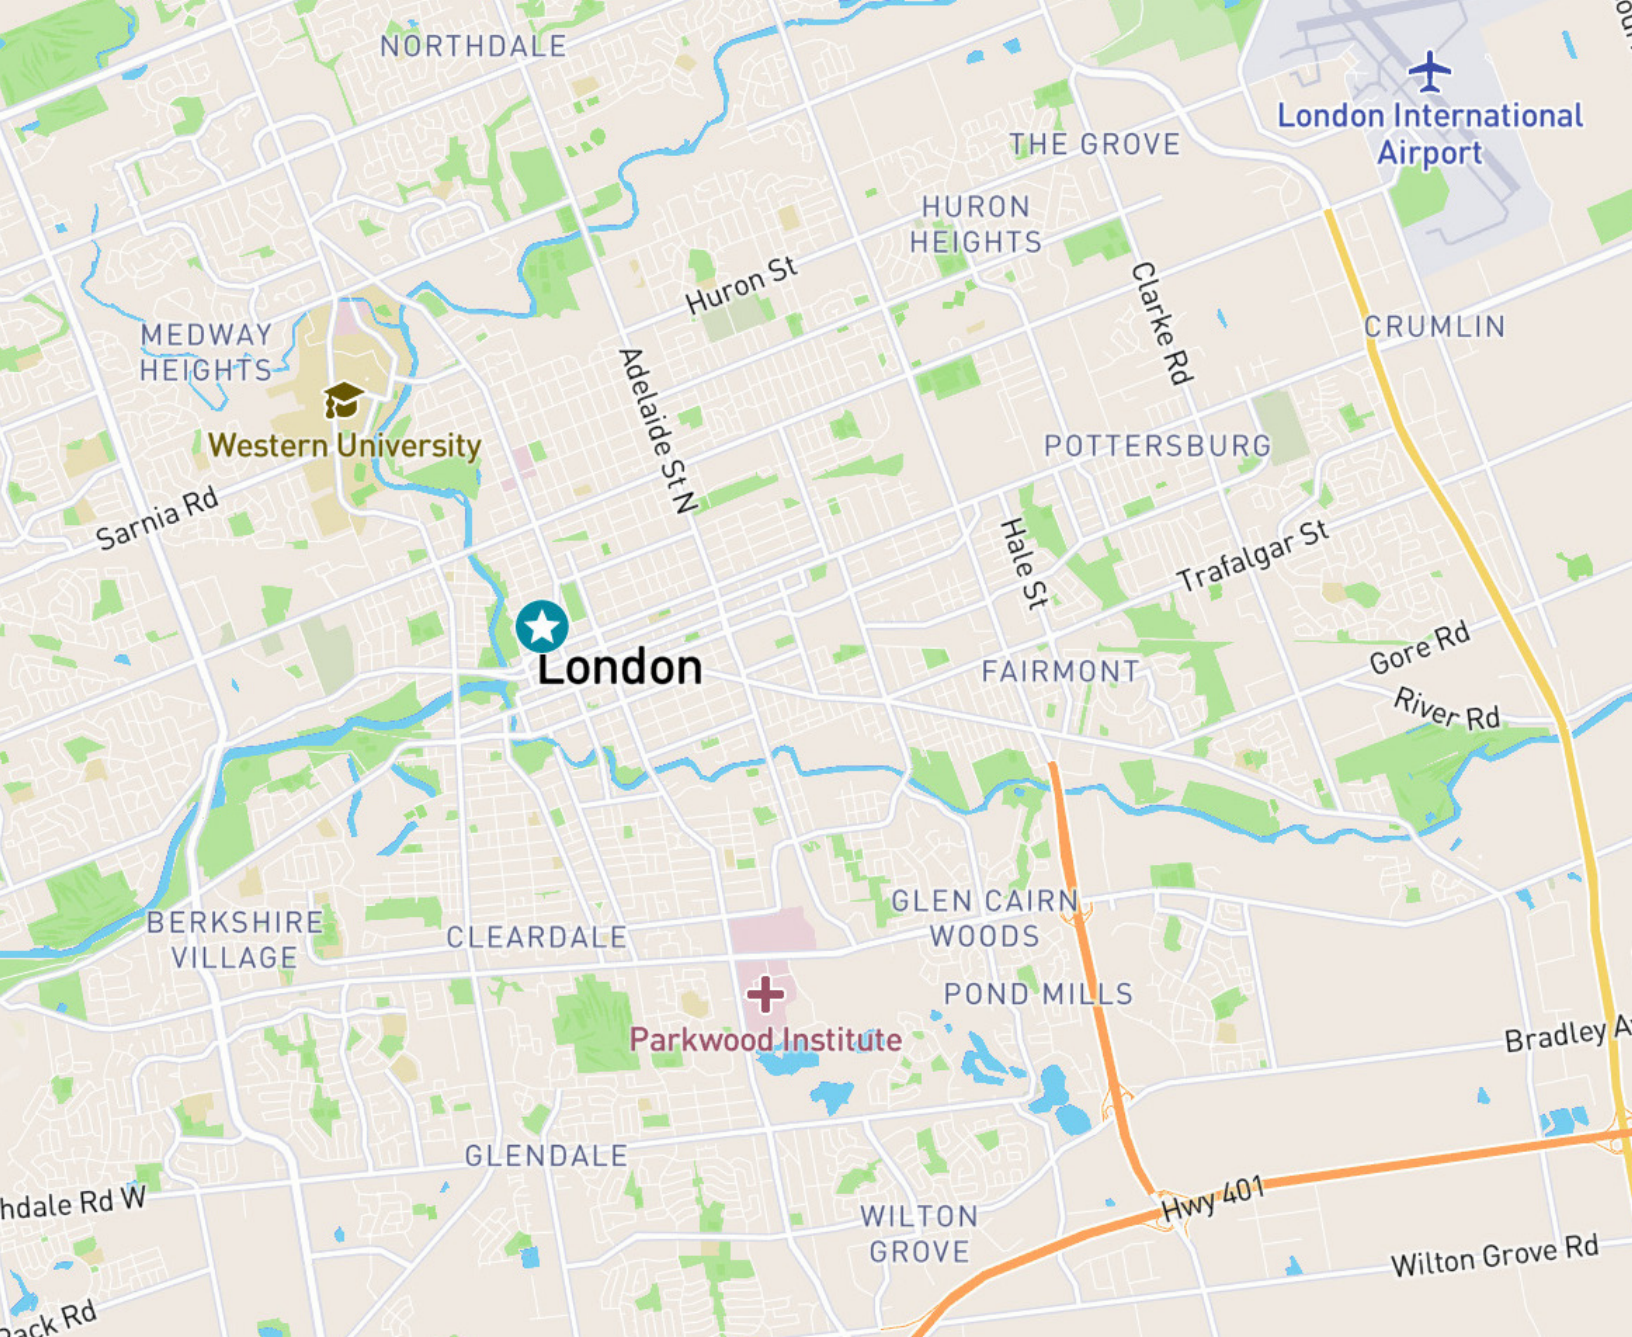 NORTHDALE
London International
Airport
THE GROVE
HURON
HEIGHTS
Huron St
Clarke Rd
CRUMLIN
MEDWAY
HEIGHTS
Adelaide St N
Western University
POTTERSBURG
Sarnia Rd
Hale St
Trafalgar St
London
Gore Rd
FAIRMONT
River Rd
BERKSHIRE
VILLAGE
CLEARDALE
GLEN CAIRN
WOODS
POND MILLS
Parkwood Institute
Bradley A
GLENDALE
hdale Rd W
Hwy 401
WILTON
GROVE
Wilton Grove Rd
Pack Rd